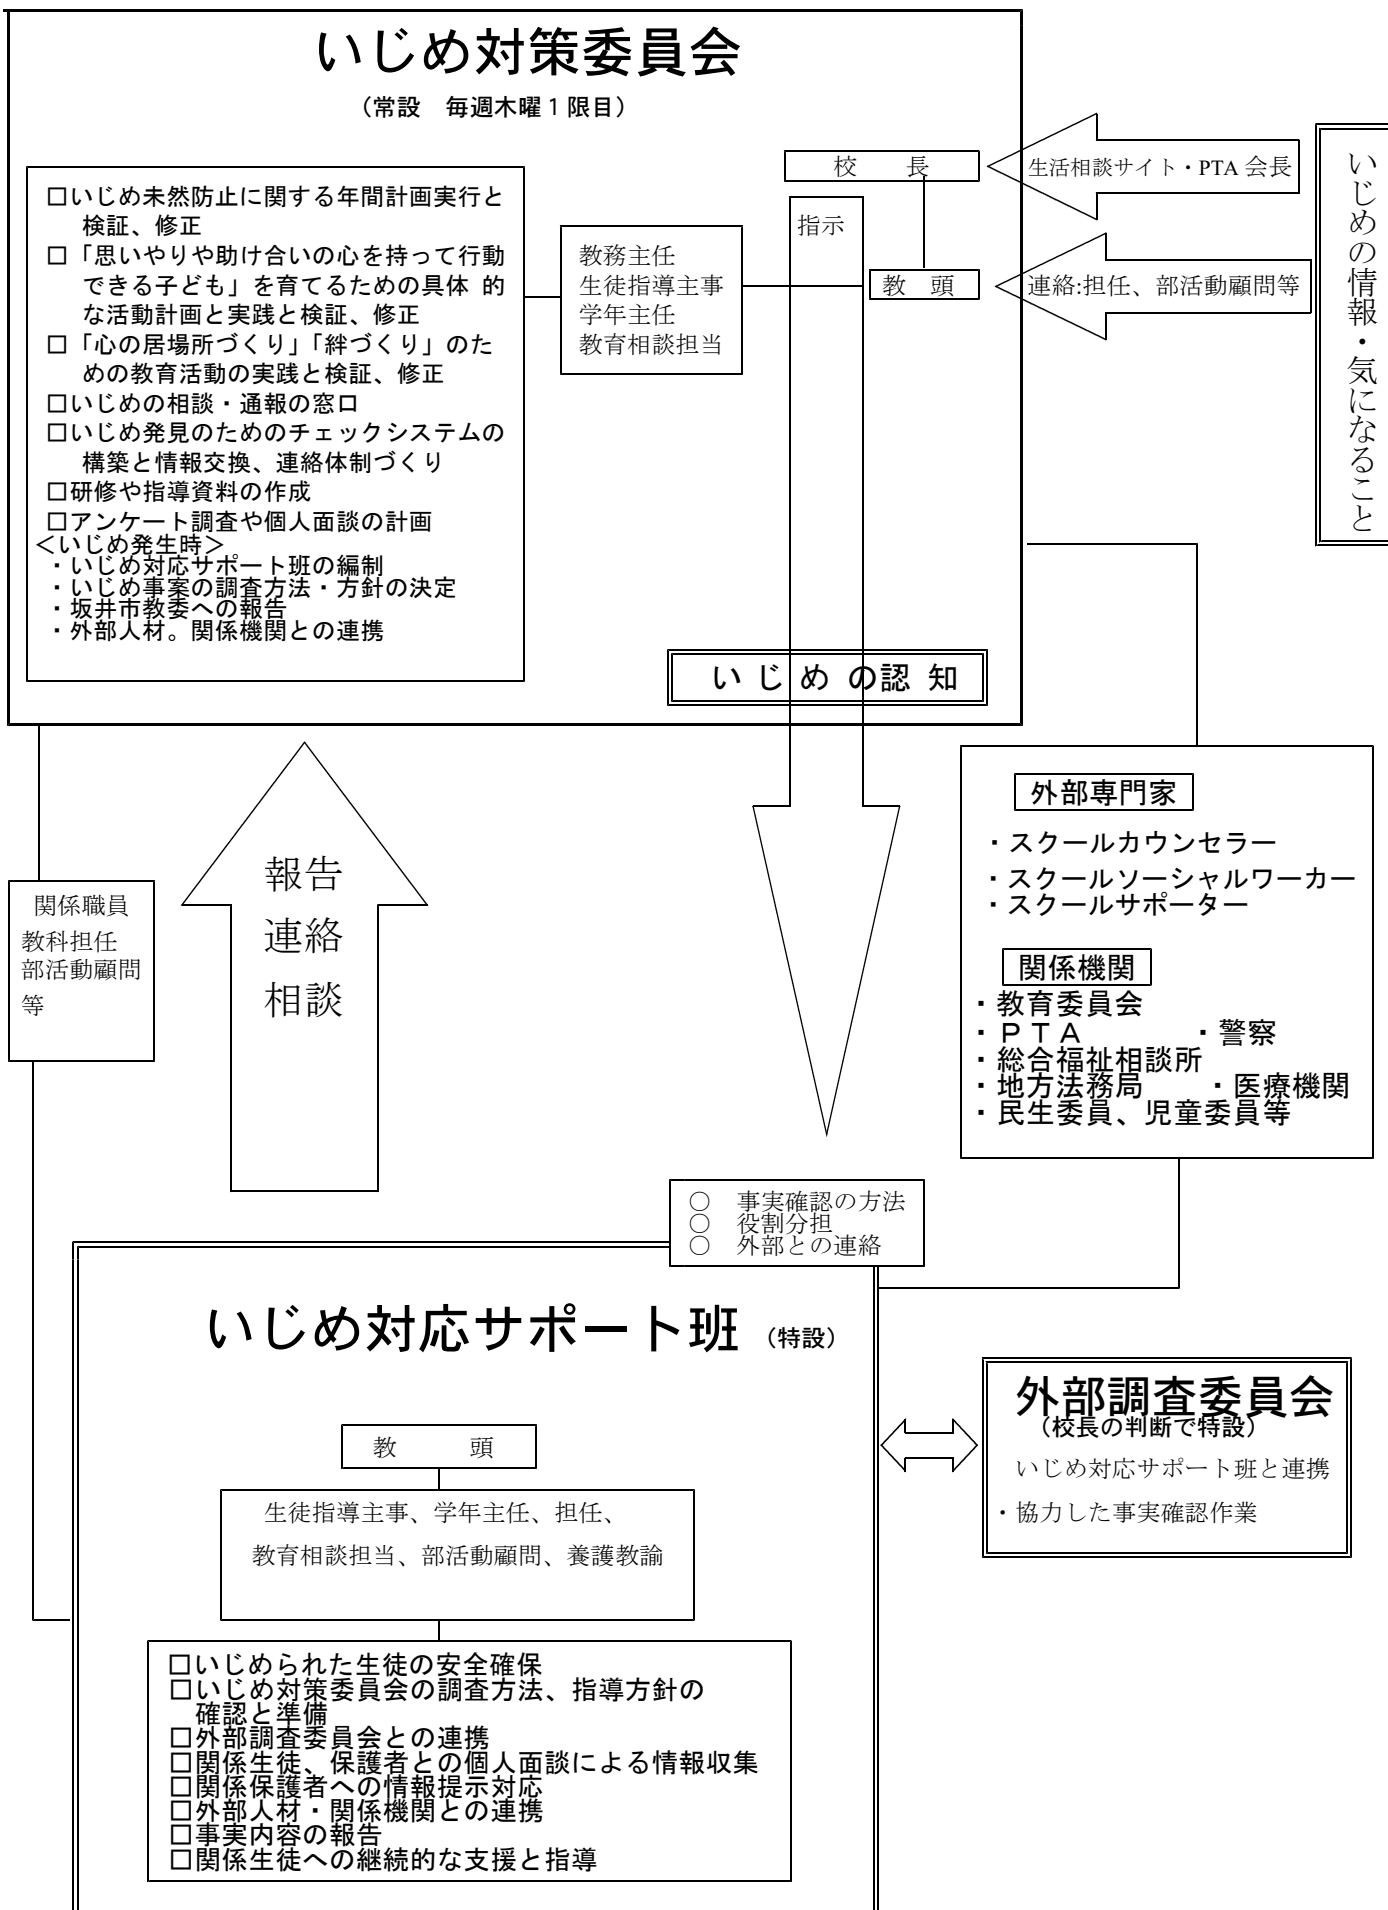 いじめ対策委員会
（常設　毎週木曜１限目）
校　　長
生活相談サイト・PTA 会長
指示
教　頭
連絡:担任、部活動顧問等
いじめの情報・気になること
□いじめ未然防止に関する年間計画実行と
検証、修正
□「思いやりや助け合いの心を持って行動
できる子ども」を育てるための具体 的
な活動計画と実践と検証、修正
□「心の居場所づくり」「絆づくり」のた
めの教育活動の実践と検証、修正
□いじめの相談・通報の窓口
□いじめ発見のためのチェックシステムの
構築と情報交換、連絡体制づくり
□研修や指導資料の作成
□アンケート調査や個人面談の計画
＜いじめ発生時＞
・いじめ対応サポート班の編制
・いじめ事案の調査方法・方針の決定
・坂井市教委への報告
・外部人材。関係機関との連携
教務主任
生徒指導主事
学年主任
教育相談担当
い じ め の認 知
関係職員
教科担任
部活動顧問
等
報告
連絡
相談
外部専門家
・スクールカウンセラー
・スクールソーシャルワーカー
・スクールサポーター
関係機関
・教育委員会
・ＰＴＡ　　　・警察
・総合福祉相談所
・地方法務局　　・医療機関
・民生委員、児童委員等
○　事実確認の方法
○　役割分担
○　外部との連絡
いじめ対応サポート班（特設）
教　　頭
生徒指導主事、学年主任、担任、
教育相談担当、部活動顧問、養護教諭
□いじめられた生徒の安全確保
□いじめ対策委員会の調査方法、指導方針の
確認と準備
□外部調査委員会との連携
□関係生徒、保護者との個人面談による情報収集
□関係保護者への情報提示対応
□外部人材・関係機関との連携
□事実内容の報告
□関係生徒への継続的な支援と指導
外部調査委員会
（校長の判断で特設）
いじめ対応サポート班と連携
・協力した事実確認作業